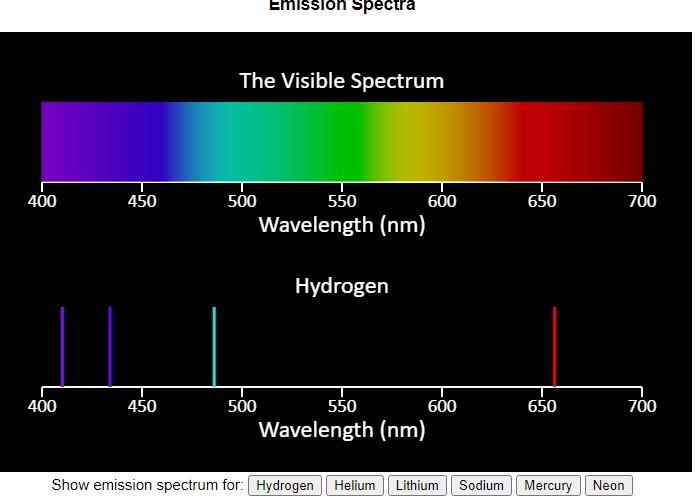 Emission Spectra
The Visible Spectrum
400 450 500 550 600 650 700
Wavelength (nm)
Hydrogen
400 450 500 550 600 650 700
Wavelength (nm)
Show emission spectrum for: Hydrogen Helium Lithium Sodium Mercury Neon